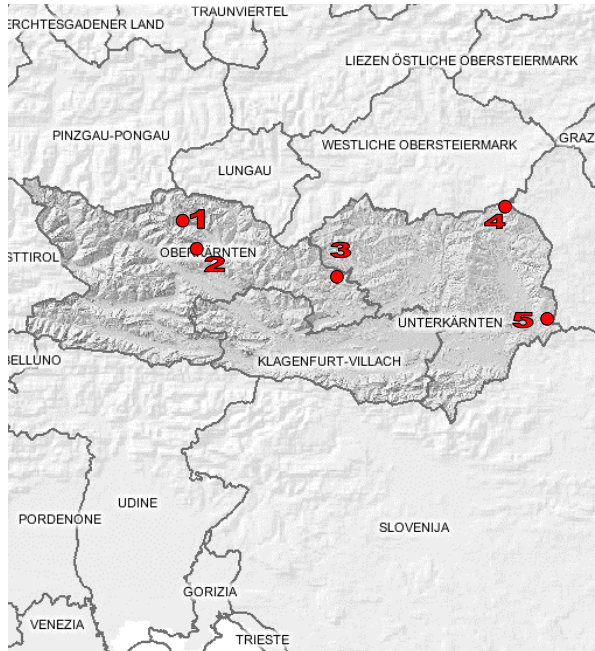 TRAUNVIERTEL
ERCHTESGADENER LAND
LIEZEN ÖSTLICHE OBERSTEIERMARK
PINZGAU-PONGAU
WESTLICHE OBERSTEIERMARK
GRAZ
LUNGAU
1
4
STTIROL
OBERKÄRNTEN
3
2
UNTERKÄRNTEN
5
BELLUNO
KLAGENFURT-VILLACH
UDINE
PORDENONE
SLOVENIJA
GORIZIA
VENEZIA
TRIESTE